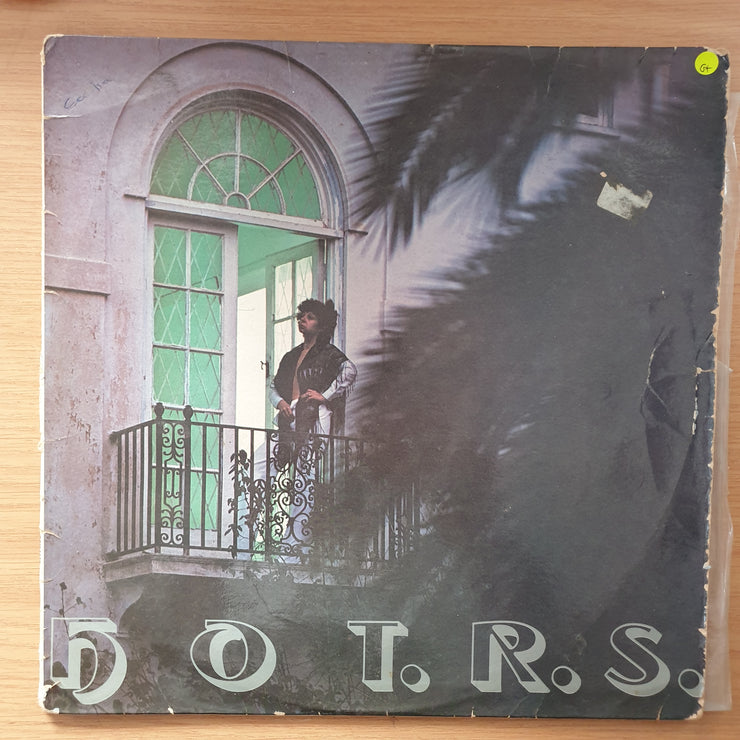 G+
D O T. R. S.